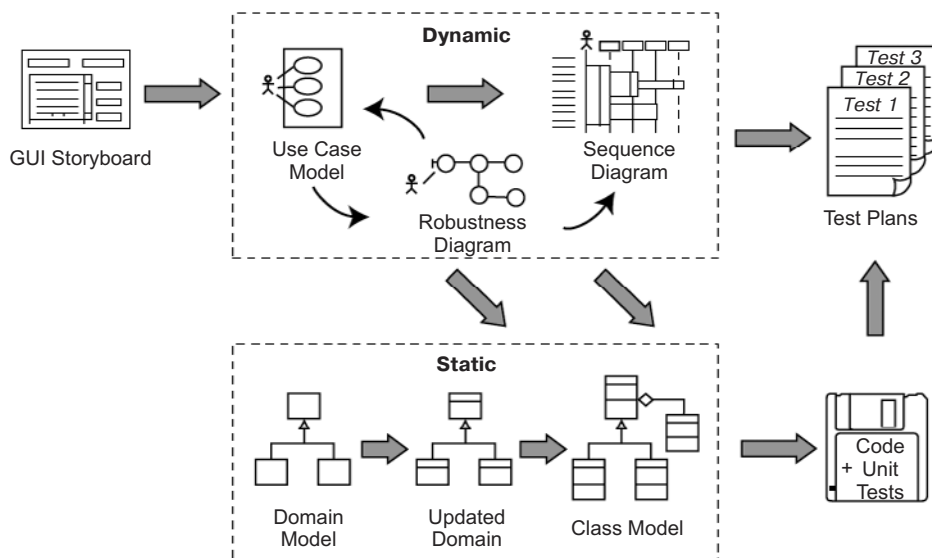 Dynamic
GUI Storyboard
Use Case
Model
Robustness
Diagram
Sequence
Diagram
Test 3
Test 2
Test 1
Test Plans
Static
Domain
Model
Updated
Domain
Class Model
Code
+ Unit
Tests